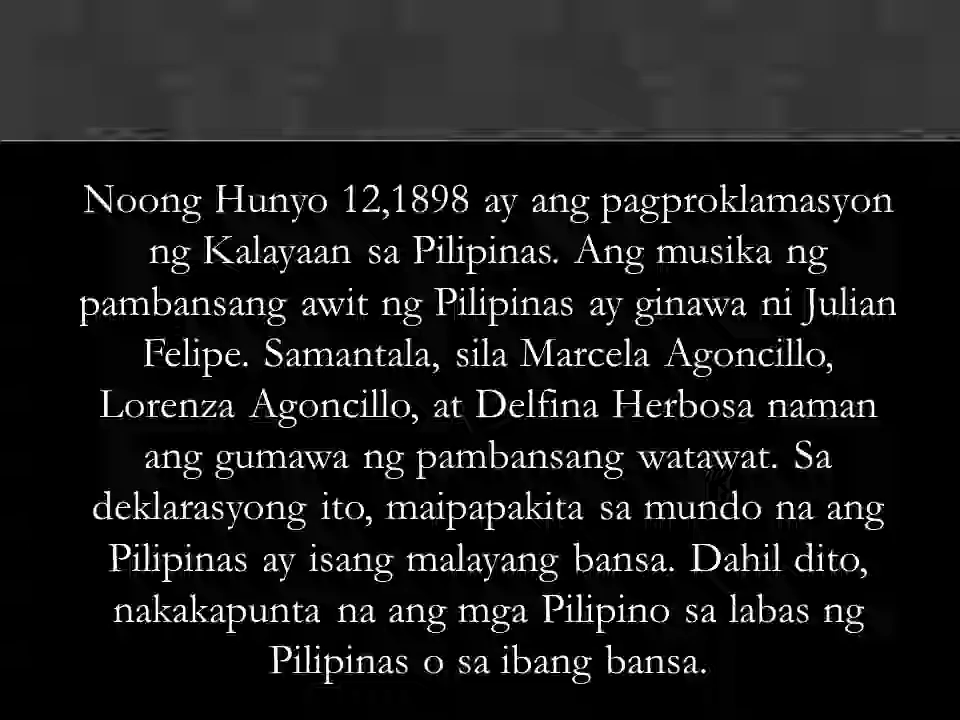 Noong Hunyo 12,1898 ay ang pagproklamasyon
ng Kalayaan sa Pilipinas. Ang musika ng
pambansang awit ng Pilipinas ay ginawa ni Julian
Felipe. Samantala, sila Marcela Agoncillo,
Lorenza Agoncillo, at Delfina Herbosa naman
ang gumawa ng pambansang watawat. Sa
deklarasyong ito, maipapakita sa mundo na ang
Pilipinas ay isang malayang bansa. Dahil dito,
nakakapunta na ang mga Pilipino sa labas ng
Pilipinas o sa ibang bansa.